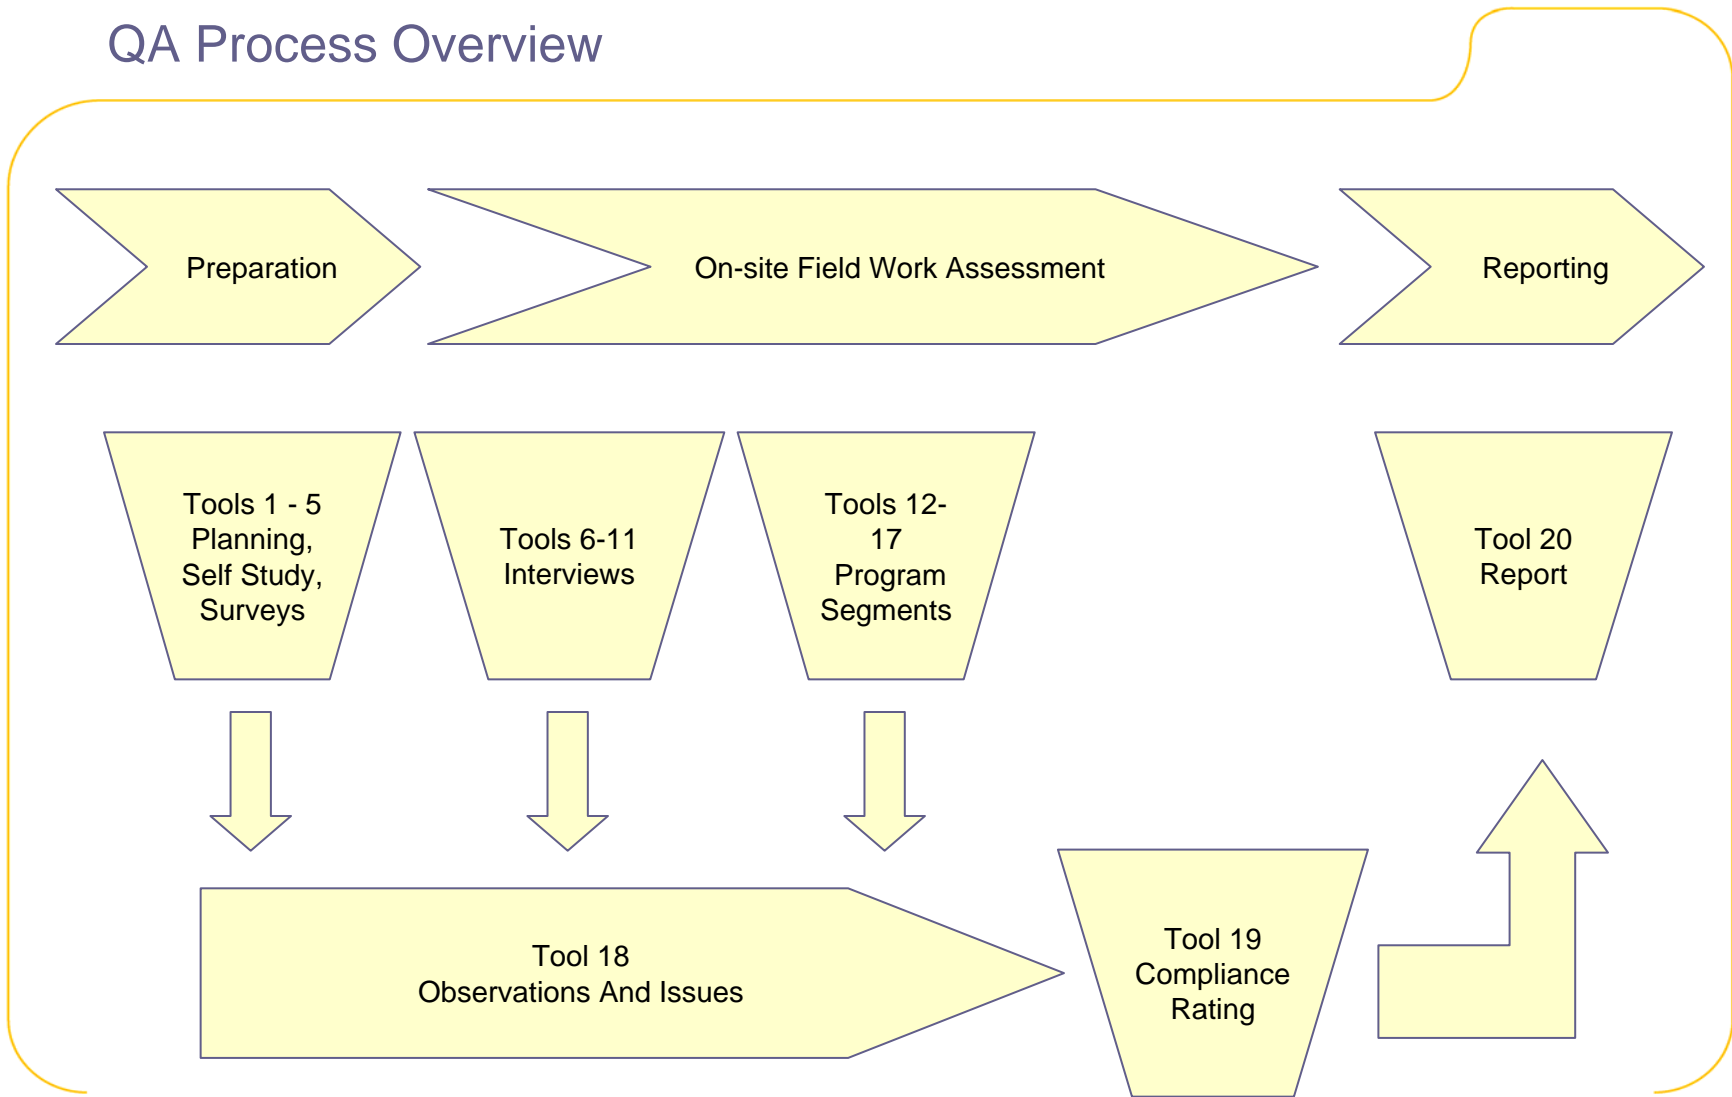 QA Process Overview
Preparation
On-site Field Work Assessment
Reporting
Tools 1 - 5
Planning,
Self Study,
Surveys
Tools 6-11
Interviews
Tools 12-
17
Program
Segments
Tool 20
Report
Tool 18
Observations And Issues
Tool 19
Compliance
Rating